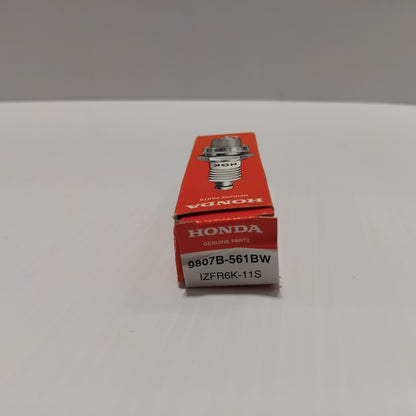 NGK
HONDA
GENUINE PARTS
HONDA
GENUINE PARTS
9807B-561BW
IZFR6K-11S